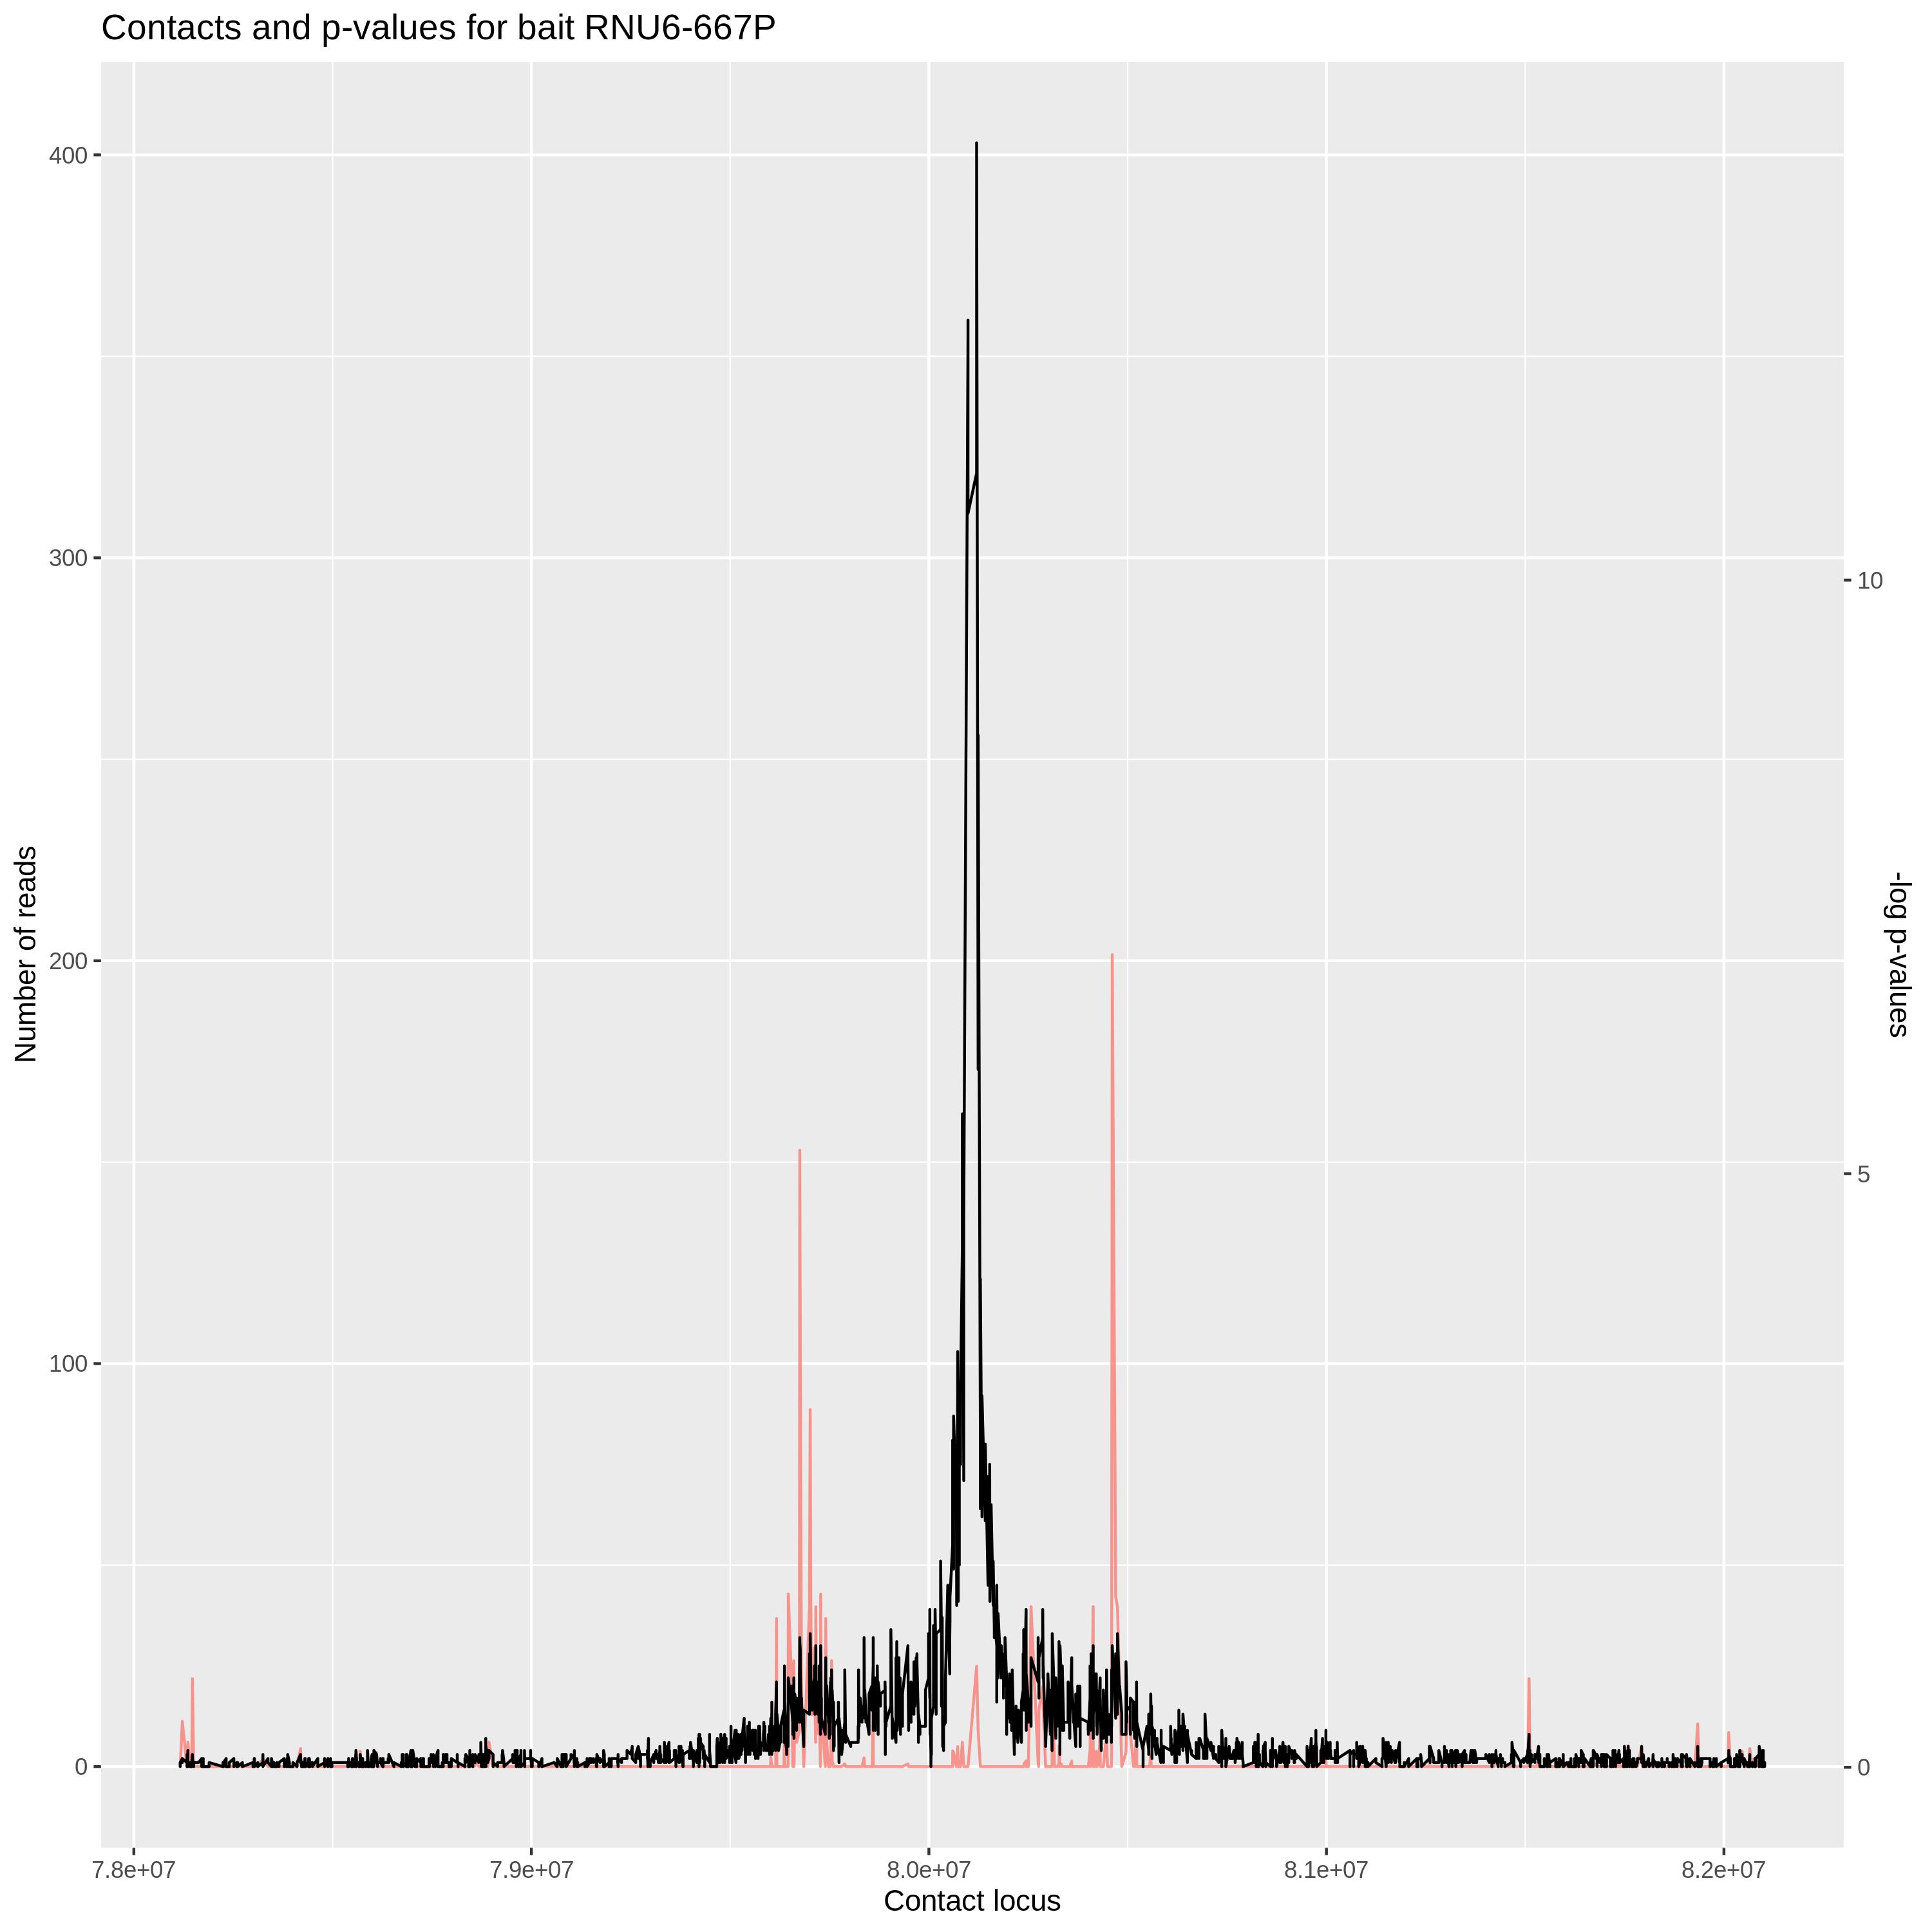 Contacts and p-values for bait RNU6-667P
400
300
200
100
0
Number of reads
10
5
0
-log p-values
7.8e+07
7.9e+07
8.0e+07
8.1e+07
8.2e+07
Contact locus